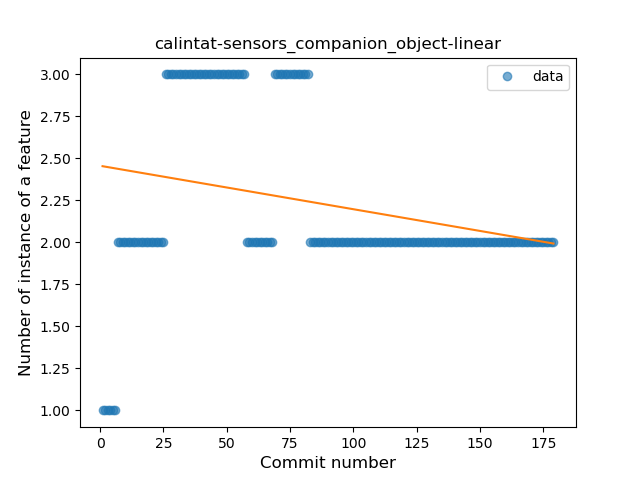 calintat-sensors_companion_object-linear
data
Number of instance of a feature
3.00
2.75
2.50
2.25
2.00
1.75
1.50
1.25
1.00
0 25 50 75 100 125 150 175
Commit number